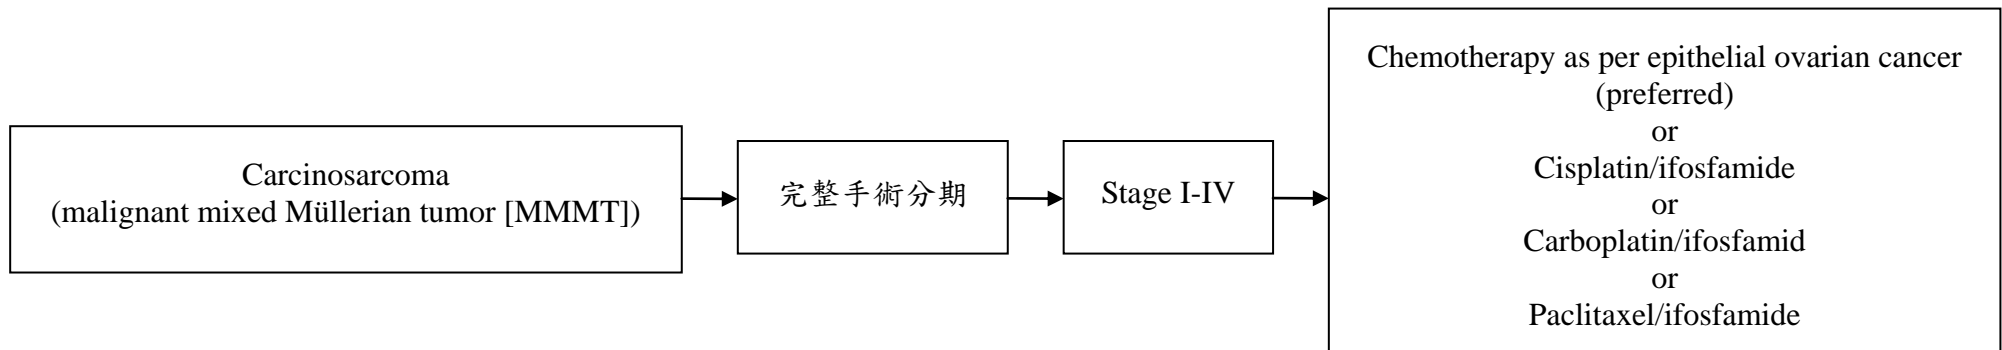 Carcinosarcoma
(malignant mixed Müllerian tumor [MMMT])
完整手術分期
Stage I-IV
Chemotherapy as per epithelial ovarian cancer
(preferred)
or
Cisplatin/ifosfamide
or
Carboplatin/ifosfamid
or
Paclitaxel/ifosfamide